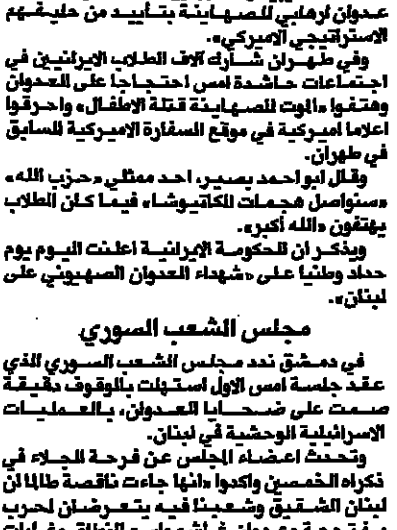 عدوان ارهابي للصهاينة بتأييد من حليفهم
الاستراتيجي الاميركي».
وفي طهران شارك آلاف الطلاب الايرانيين في
اجتماعات حاشدة امس احتجاجا على العدوان
وهتفوا «الموت للصهاينة قتلة الاطفال» واحرقوا
اعلاما اميركية في موقع السفارة الاميركية السابق
في طهران.
وقال ابو احمد بصير، احد ممثلي «حزب الله»
«سنواصل هجمات الكاتيوشا» فيما كان الطلاب
يهتفون «الله أكبر».
ويذكر ان الحكومة الايرانية اعلنت اليوم يوم
حداد وطنيا على «شهداء العدوان الصهيوني على
لبنان».
مجلس الشعب السوري
في دمشق ندد مجلس الشعب السوري الذي
عقد جلسة امس الاول استهلت بالوقوف دقيقة
صمت على ضحايا العدوان، بالعمليات
الاسرائيلية الوحشية في لبنان.
وتحدث اعضاء المجلس عن فرحة الجلاء في
ذكراه الخمسين واكدوا «انها جاءت ناقصة طالما ان
لبنان الشقيق وشعبنا فيه يتعرضان لحرب